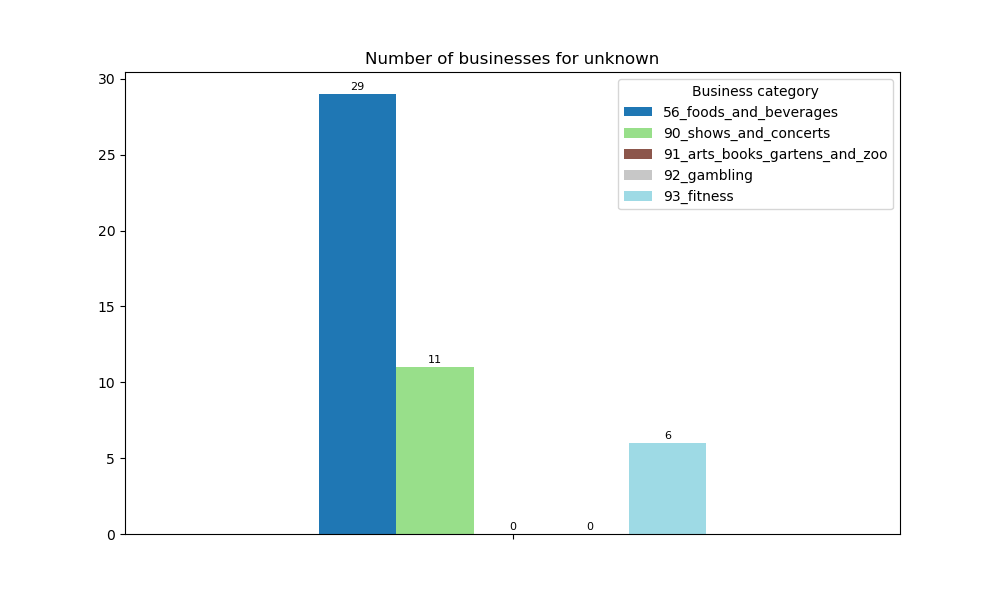 Number of businesses for unknown
30
25
20
15
10
5
0
29
11
0
0
6
Business category
56_foods_and_beverages
90_shows_and_concerts
91_arts_books_gartens_and_zoo
92_gambling
93_fitness